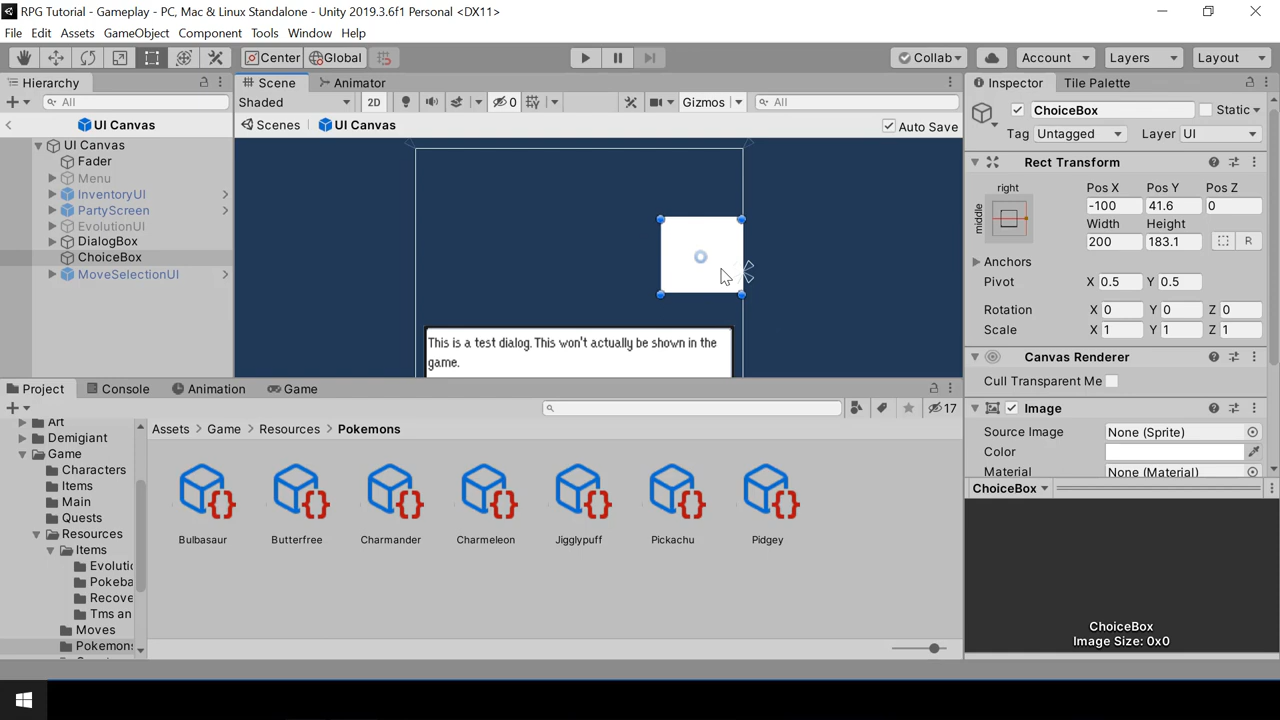 RPG Tutorial - Gameplay - PC, Mac & Linux Standalone - Unity 2019.3.6f1 Personal <DX11>
File Edit Assets GameObject Component Tools Window Help
Center Global Collab Account Layers Layout
Hierarchy Scene Animator Inspector Tile Palette
All Shaded 2D 0 Gizmos All ChoiceBox Static
UI Canvas Scenes UI Canvas Auto Save
Tag Untagged Layer UI
UI Canvas
Fader
Menu
InventoryUI
PartyScreen
EvolutionUI
DialogBox
ChoiceBox
MoveSelectionUI
This is a test dialog. This won't actually be shown in the
game.
Rect Transform
right
middle
Pos X Pos Y Pos Z
-100 41.6 0
Width Height
200 183.1 R
Anchors
Pivot X 0.5 Y 0.5
Rotation X 0 Y 0 Z 0
Scale X 1 Y 1 Z 1
Canvas Renderer
Cull Transparent Me
Image
Source Image None (Sprite)
Color
Material None (Material)
ChoiceBox
ChoiceBox
Image Size: 0x0
Project Console Animation Game
17
Art
Demigiant
Game
Characters
Items
Main
Quests
Resources
Items
Evoluti
Pokeba
Recove
Tms an
Moves
Pokemons
Assets > Game > Resources > Pokemons
Bulbasaur Butterfree Charmander Charmeleon Jigglypuff Pickachu Pidgey